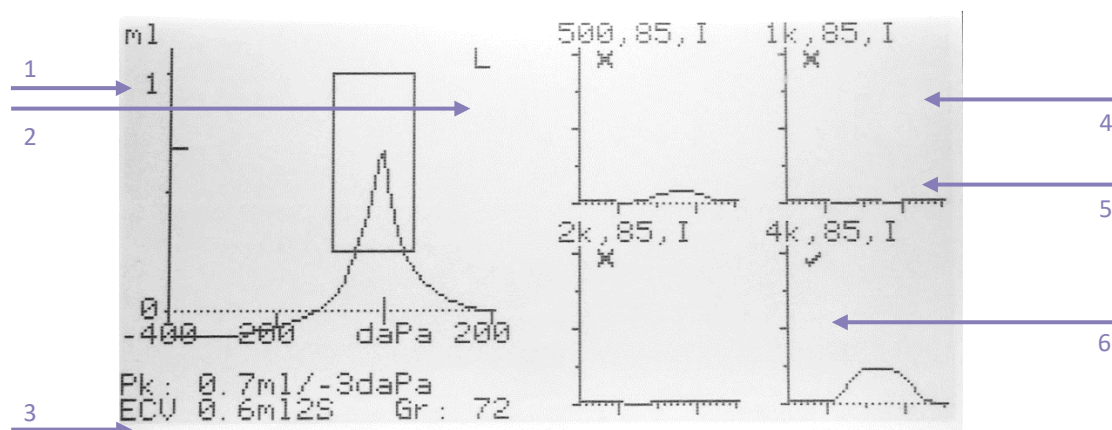 ml
L
1
0
-400 -200 daPa 200
Pk: 0.7ml/-3daPa
ECV 0.6ml2S Gr: 72
500,85,I
1k,85,I
2k,85,I
4k,85,I
1
2
3
4
5
6